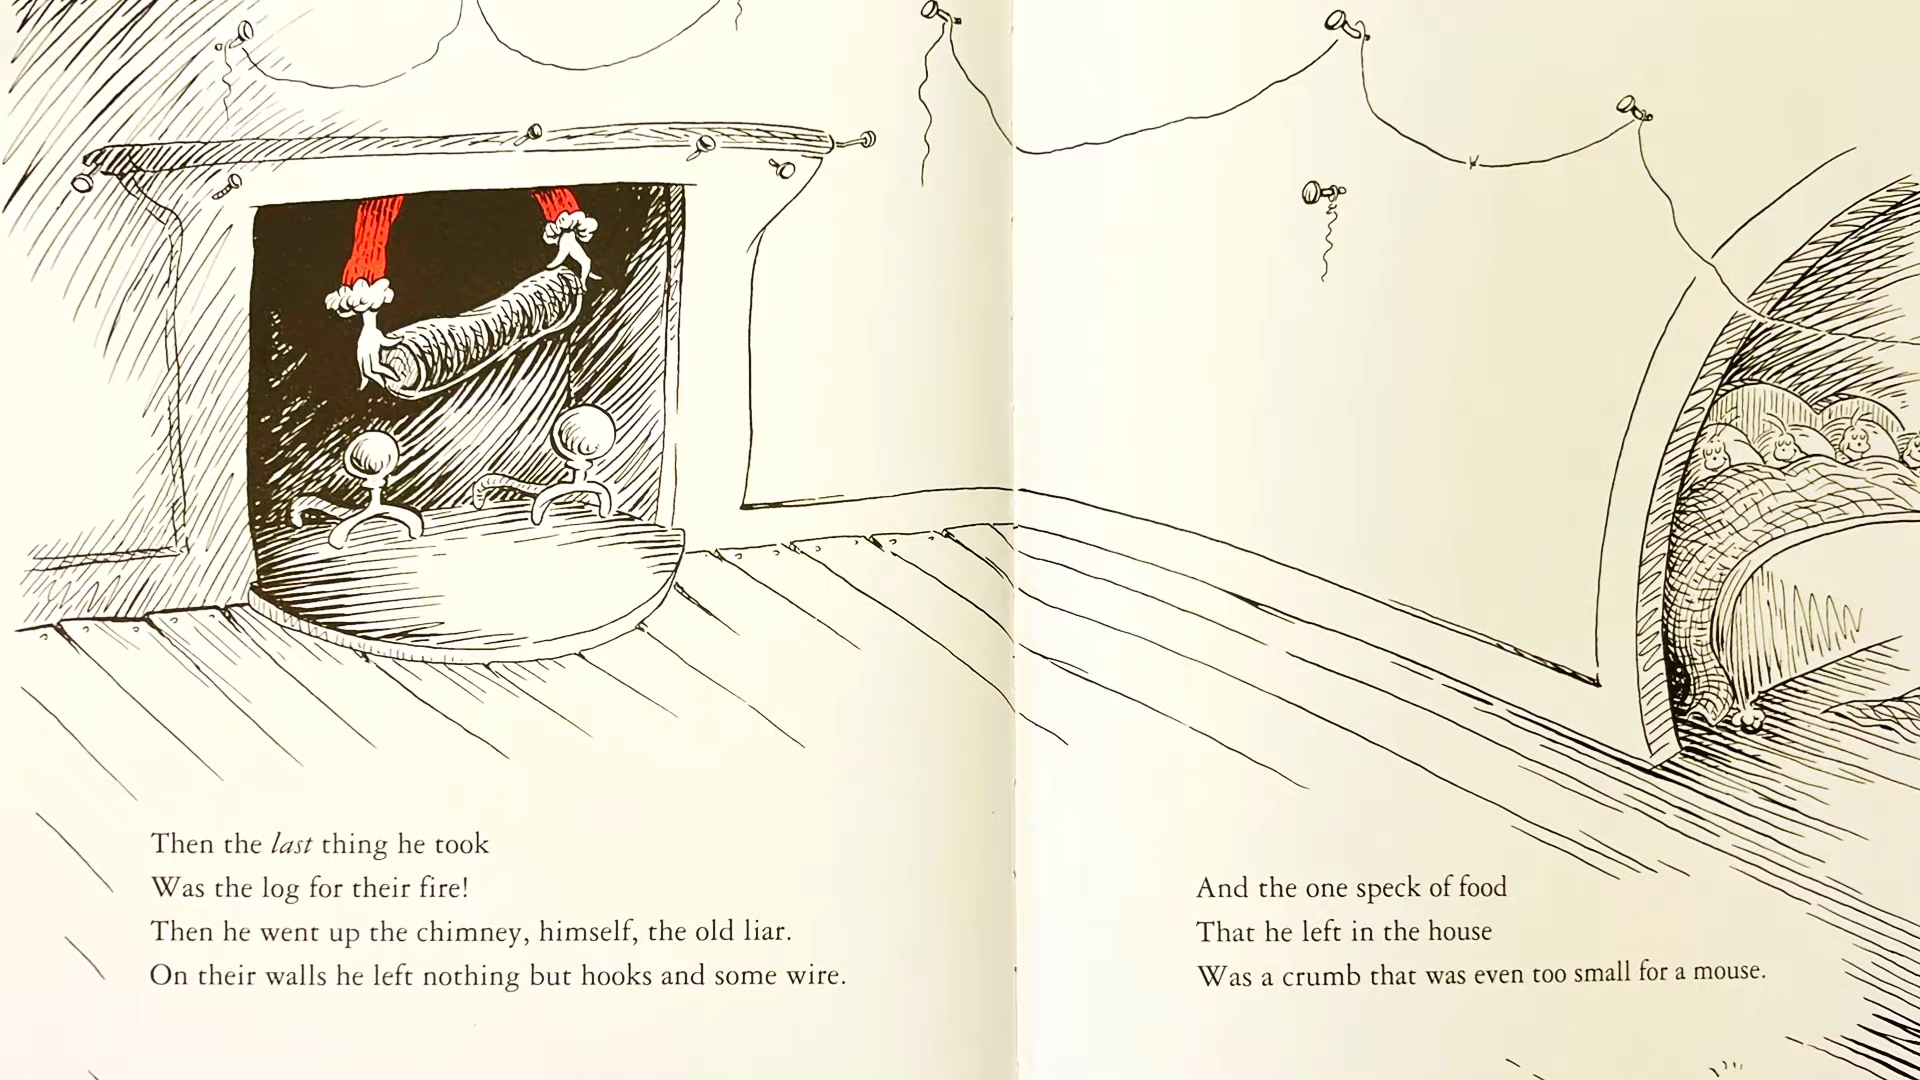 Then the last thing he took
Was the log for their fire!
Then he went up the chimney, himself, the old liar.
On their walls he left nothing but hooks and some wire.
And the one speck of food
That he left in the house
Was a crumb that was even too small for a mouse.